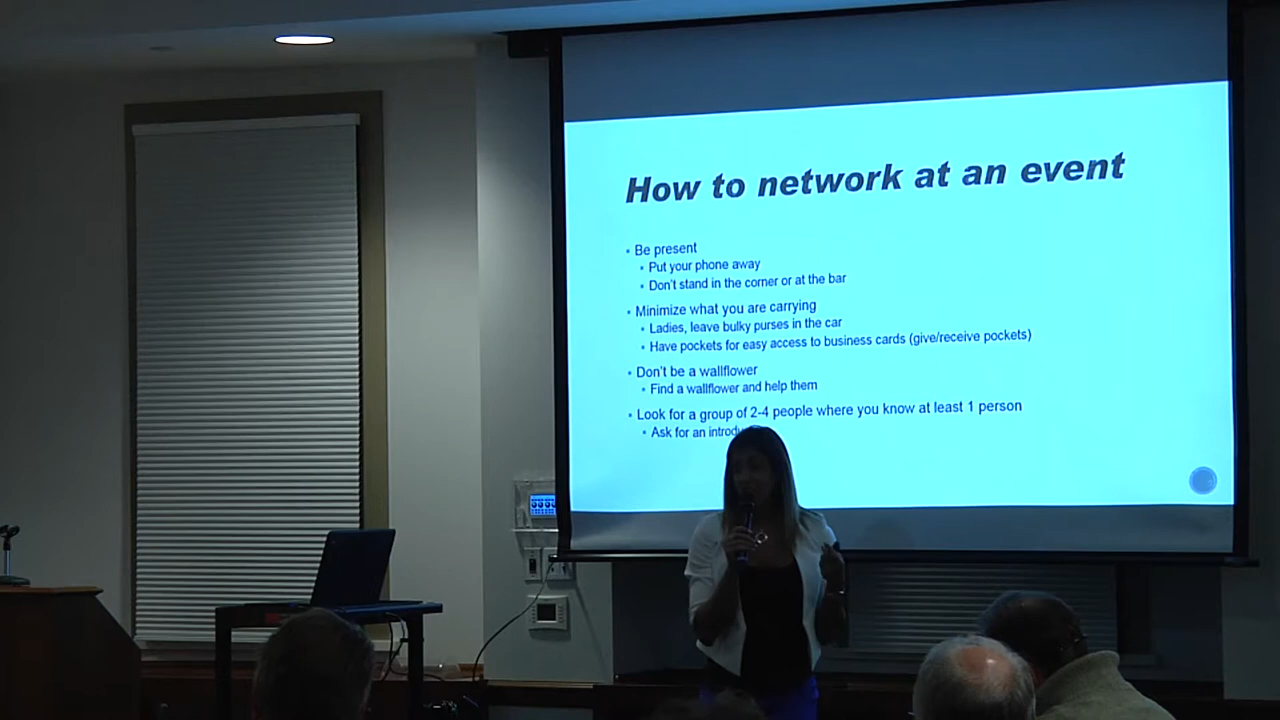 How to network at an event
• Be present
• Put your phone away
• Don't stand in the corner or at the bar
• Minimize what you are carrying
• Ladies, leave bulky purses in the car
• Have pockets for easy access to business cards (give/receive pockets)
• Don't be a wallflower
• Find a wallflower and help them
• Look for a group of 2-4 people where you know at least 1 person
• Ask for an